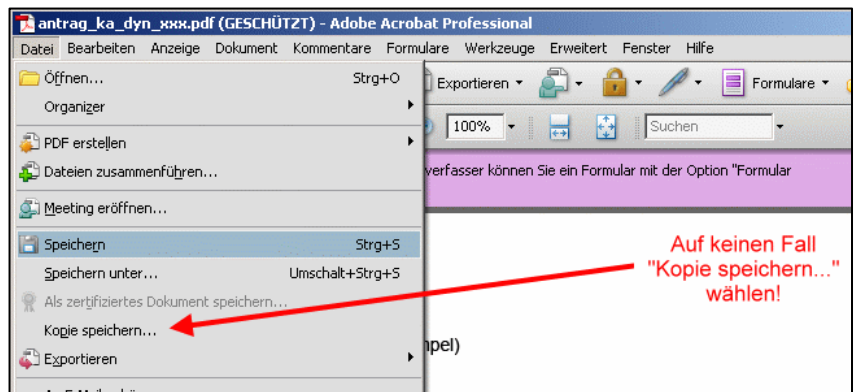 antrag_ka_dyn_xxx.pdf (GESCHÜTZT) - Adobe Acrobat Professional
Datei Bearbeiten Anzeige Dokument Kommentare Formulare Werkzeuge Erweitert Fenster Hilfe
Öffnen... Strg+O
Exportieren Formulare
Organizer
100% Suchen
PDF erstellen
Dateien zusammenführen...
verfasser können Sie ein Formular mit der Option "Formular
Meeting eröffnen...
Speichern Strg+S
Auf keinen Fall
Speichern unter... Umschalt+Strg+S
"Kopie speichern..."
wählen!
Als zertifiziertes Dokument speichern...
Kopie speichern...
npel)
Exportieren